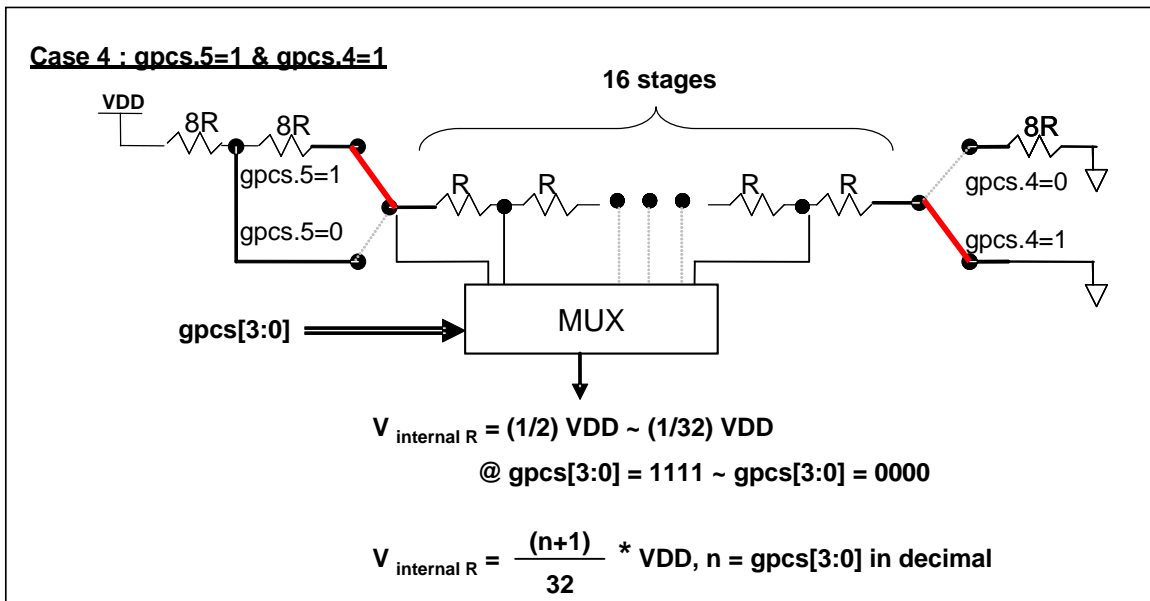 Case 4 : gpcs.5=1 & gpcs.4=1
16 stages
VDD
8R
8R
8R
gpcs.5=1
R
R
R
R
gpcs.4=0
gpcs.5=0
gpcs.4=1
MUX
gpcs[3:0]
V internal R = (1/2) VDD ~ (1/32) VDD
@ gpcs[3:0] = 1111 ~ gpcs[3:0] = 0000
V internal R = (n+1) / 32 * VDD, n = gpcs[3:0] in decimal